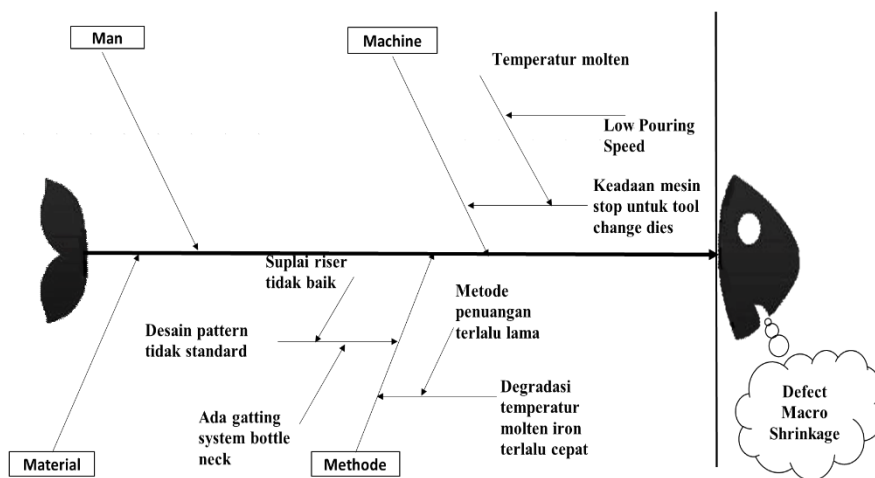 Man
Machine
Temperatur molten
Low Pouring
Speed
Keadaan mesin
stop untuk tool
change dies
Suplai riser
tidak baik
Metode
penuangan
terlalu lama
Desain pattern
tidak standard
Ada gatting
system bottle
neck
Degradasi
temperatur
molten iron
terlalu cepat
Material
Methode
Defect
Macro
Shrinkage